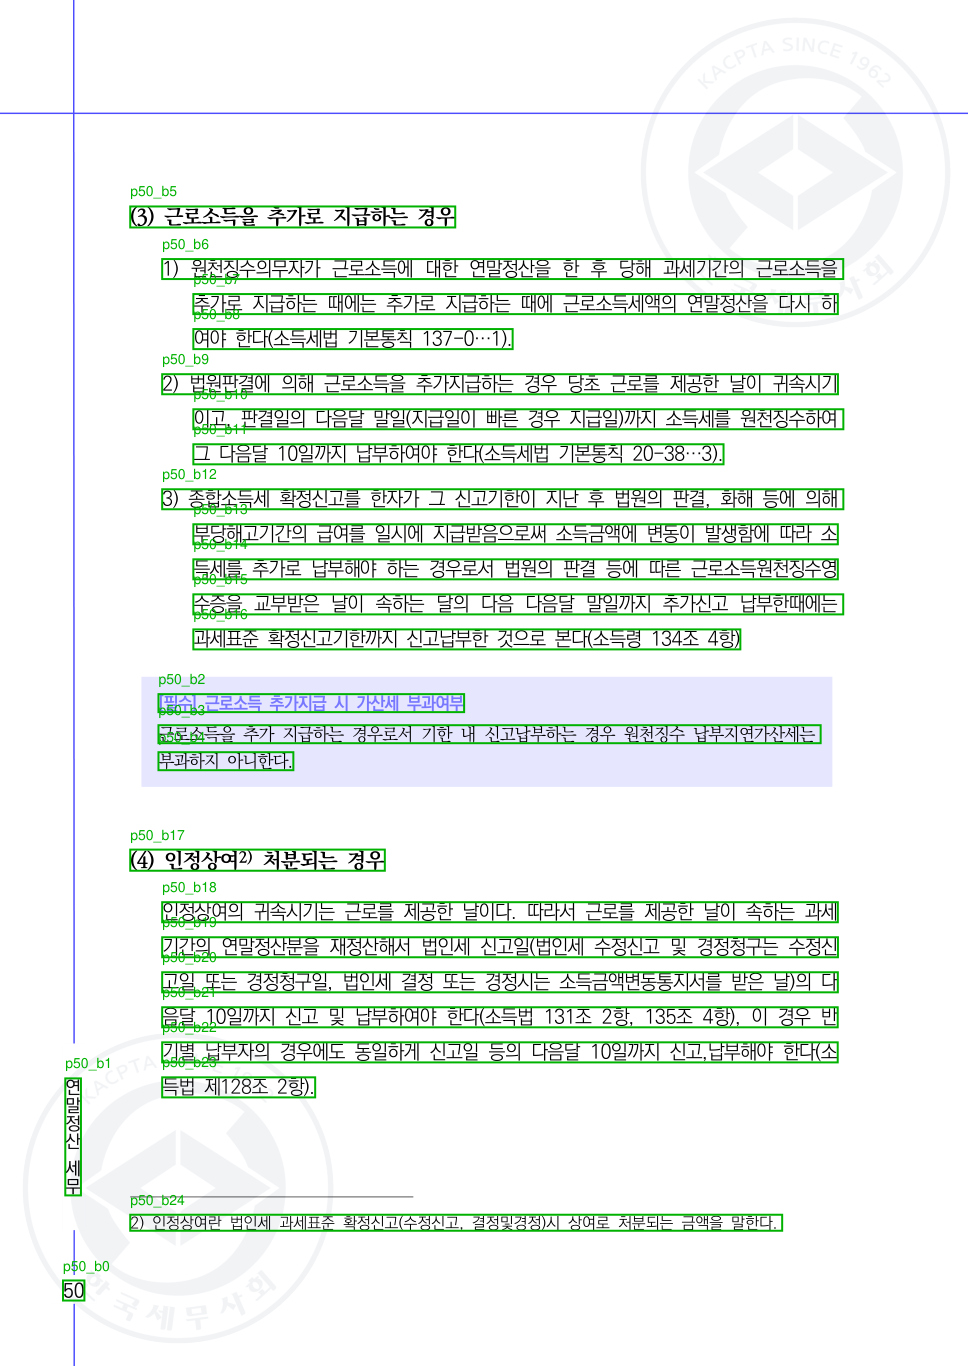 KACPTA SINCE 1962
p50_b5
(3) 근로소득을 추가로 지급하는 경우
p50_b6
1) 원천징수의무자가 근로소득에 대한 연말정산을 한 후 당해 과세기간의 근로소득을
p50_b7
추가로 지급하는 때에는 추가로 지급하는 때에 근로소득세액의 연말정산을 다시 하
p50_b8
여야 한다(소득세법 기본통칙 137-0…1).
p50_b9
2) 법원판결에 의해 근로소득을 추가지급하는 경우 당초 근로를 제공한 날이 귀속시기
p50_b10
이고, 판결일의 다음달 말일(지급일이 빠른 경우 지급일)까지 소득세를 원천징수하여
p50_b11
그 다음달 10일까지 납부하여야 한다(소득세법 기본통칙 20-38…3).
p50_b12
3) 종합소득세 확정신고를 한자가 그 신고기한이 지난 후 법원의 판결, 화해 등에 의해
p50_b13
부당해고기간의 급여를 일시에 지급받음으로써 소득금액에 변동이 발생함에 따라 소
p50_b14
득세를 추가로 납부해야 하는 경우로서 법원의 판결 등에 따른 근로소득원천징수영
p50_b15
수증을 교부받은 날이 속하는 달의 다음 다음달 말일까지 추가신고 납부한때에는
p50_b16
과세표준 확정신고기한까지 신고납부한 것으로 본다(소득령 134조 4항)
p50_b2
[필수] 근로소득 추가지급 시 가산세 부과여부
p50_b3
근로소득을 추가 지급하는 경우로서 기한 내 신고납부하는 경우 원천징수 납부지연가산세는
p50_b4
부과하지 아니한다.
p50_b17
(4) 인정상여2) 처분되는 경우
p50_b18
인정상여의 귀속시기는 근로를 제공한 날이다. 따라서 근로를 제공한 날이 속하는 과세
p50_b19
기간의 연말정산분을 재정산해서 법인세 신고일(법인세 수정신고 및 경정청구는 수정신
p50_b20
고일 또는 경정청구일, 법인세 결정 또는 경정시는 소득금액변동통지서를 받은 날)의 다
p50_b21
음달 10일까지 신고 및 납부하여야 한다(소득법 131조 2항, 135조 4항), 이 경우 반
p50_b22
기별 납부자의 경우에도 동일하게 신고일 등의 다음달 10일까지 신고,납부해야 한다(소
p50_b23
득법 제128조 2항).
p50_b1
연말정산 세무
p50_b24
2) 인정상여란 법인세 과세표준 확정신고(수정신고, 결정및경정)시 상여로 처분되는 금액을 말한다.
p50_b0
50
한국세무사회